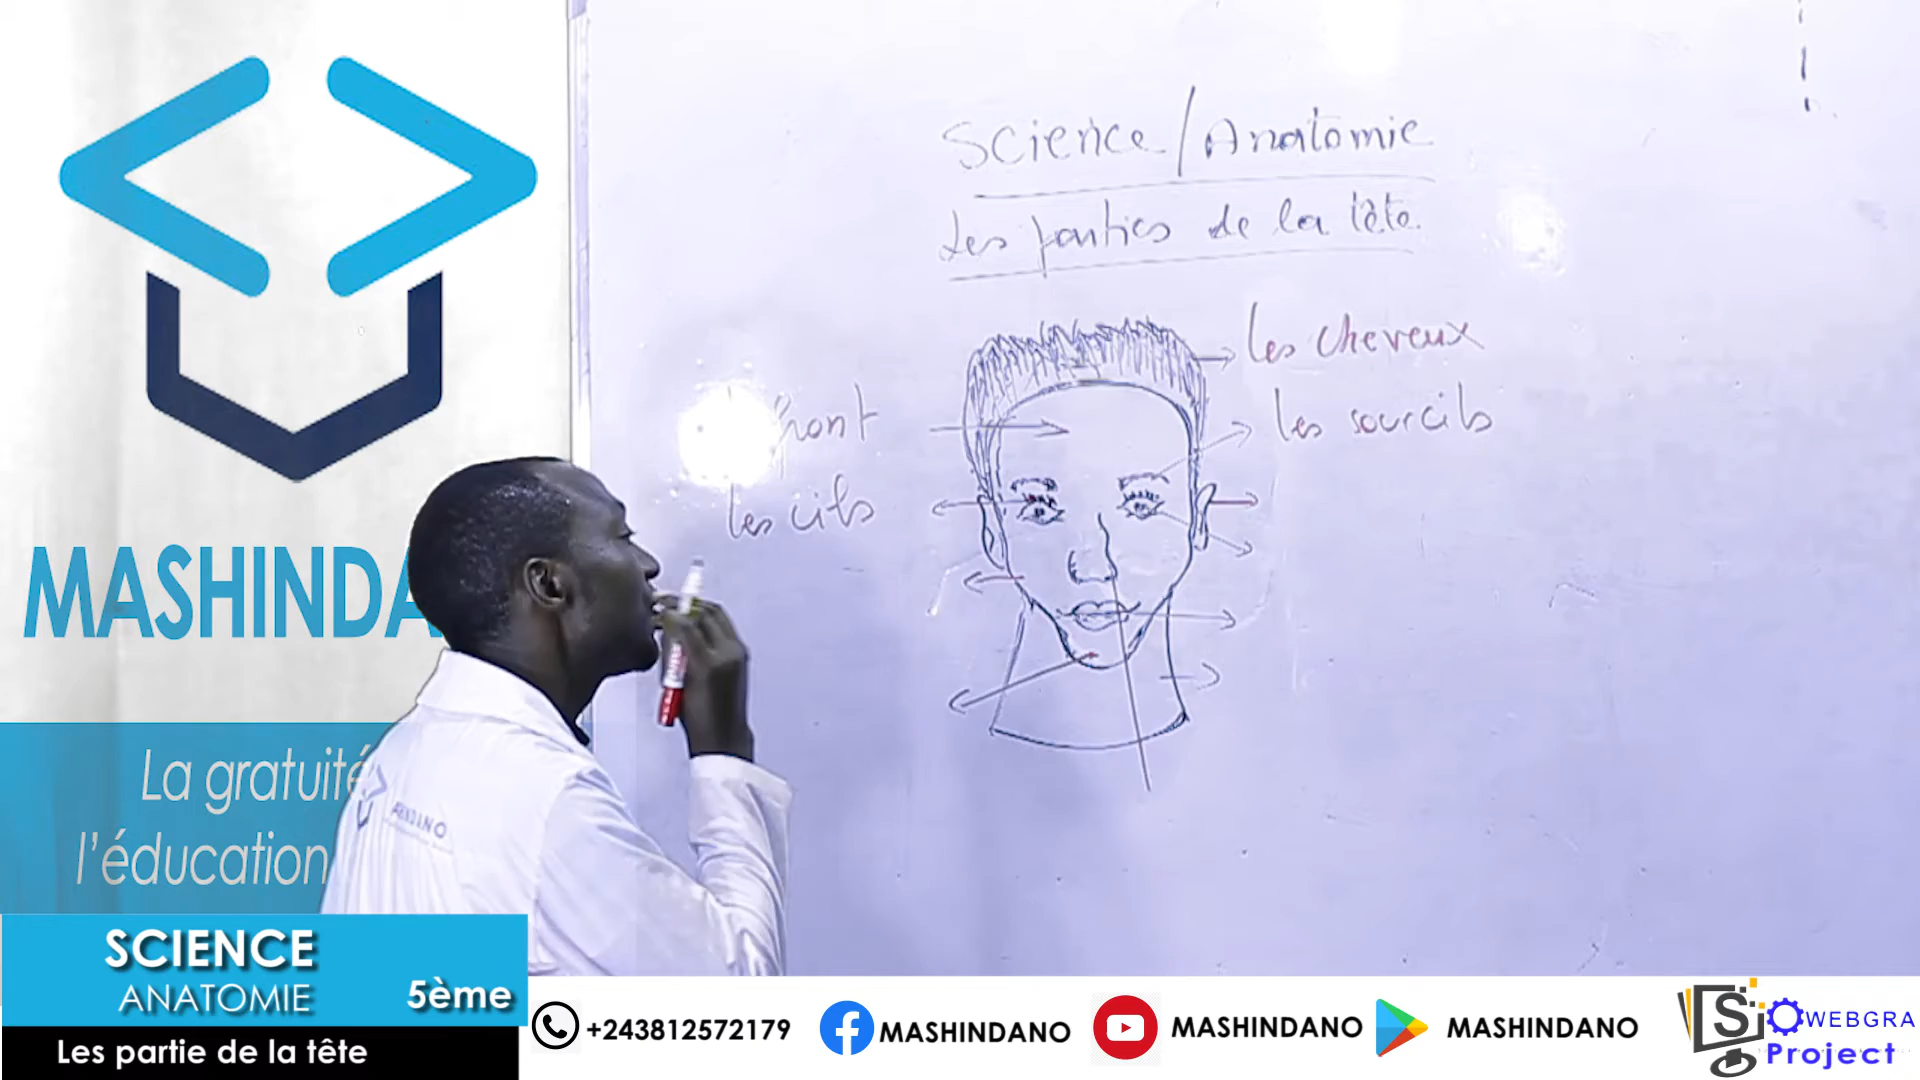 Science/Anatomie
Les parties de la tête
les cheveux
front
les sourcils
les cils
MASHINDA
La gratuité
l'éducation
SCIENCE
ANATOMIE
5ème
Les partie de la tête
+243812572179
MASHINDANO
MASHINDANO
MASHINDANO
WEBGRA
Project